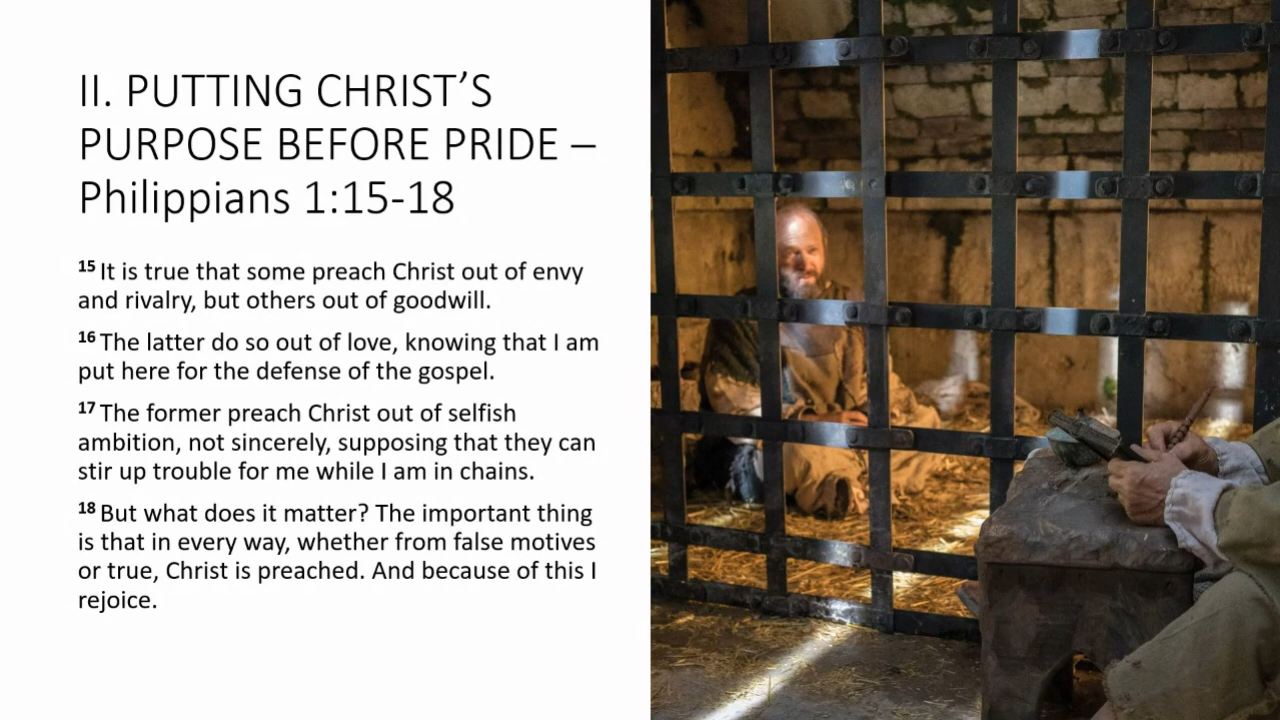 II. PUTTING CHRIST’S
PURPOSE BEFORE PRIDE –
Philippians 1:15-18
15 It is true that some preach Christ out of envy
and rivalry, but others out of goodwill.
16 The latter do so out of love, knowing that I am
put here for the defense of the gospel.
17 The former preach Christ out of selfish
ambition, not sincerely, supposing that they can
stir up trouble for me while I am in chains.
18 But what does it matter? The important thing
is that in every way, whether from false motives
or true, Christ is preached. And because of this I
rejoice.